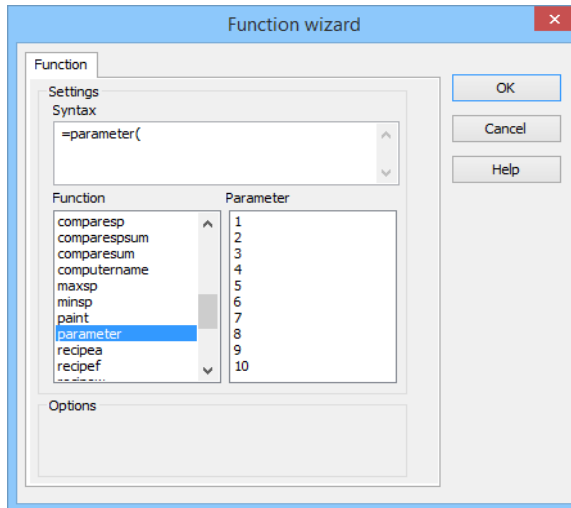 Function wizard
Function
Settings
Syntax
=parameter(
Function
Parameter
comparesp
comparespsum
comparesum
computername
maxsp
minsp
paint
parameter
recipea
recipef
1
2
3
4
5
6
7
8
9
10
Options
OK
Cancel
Help